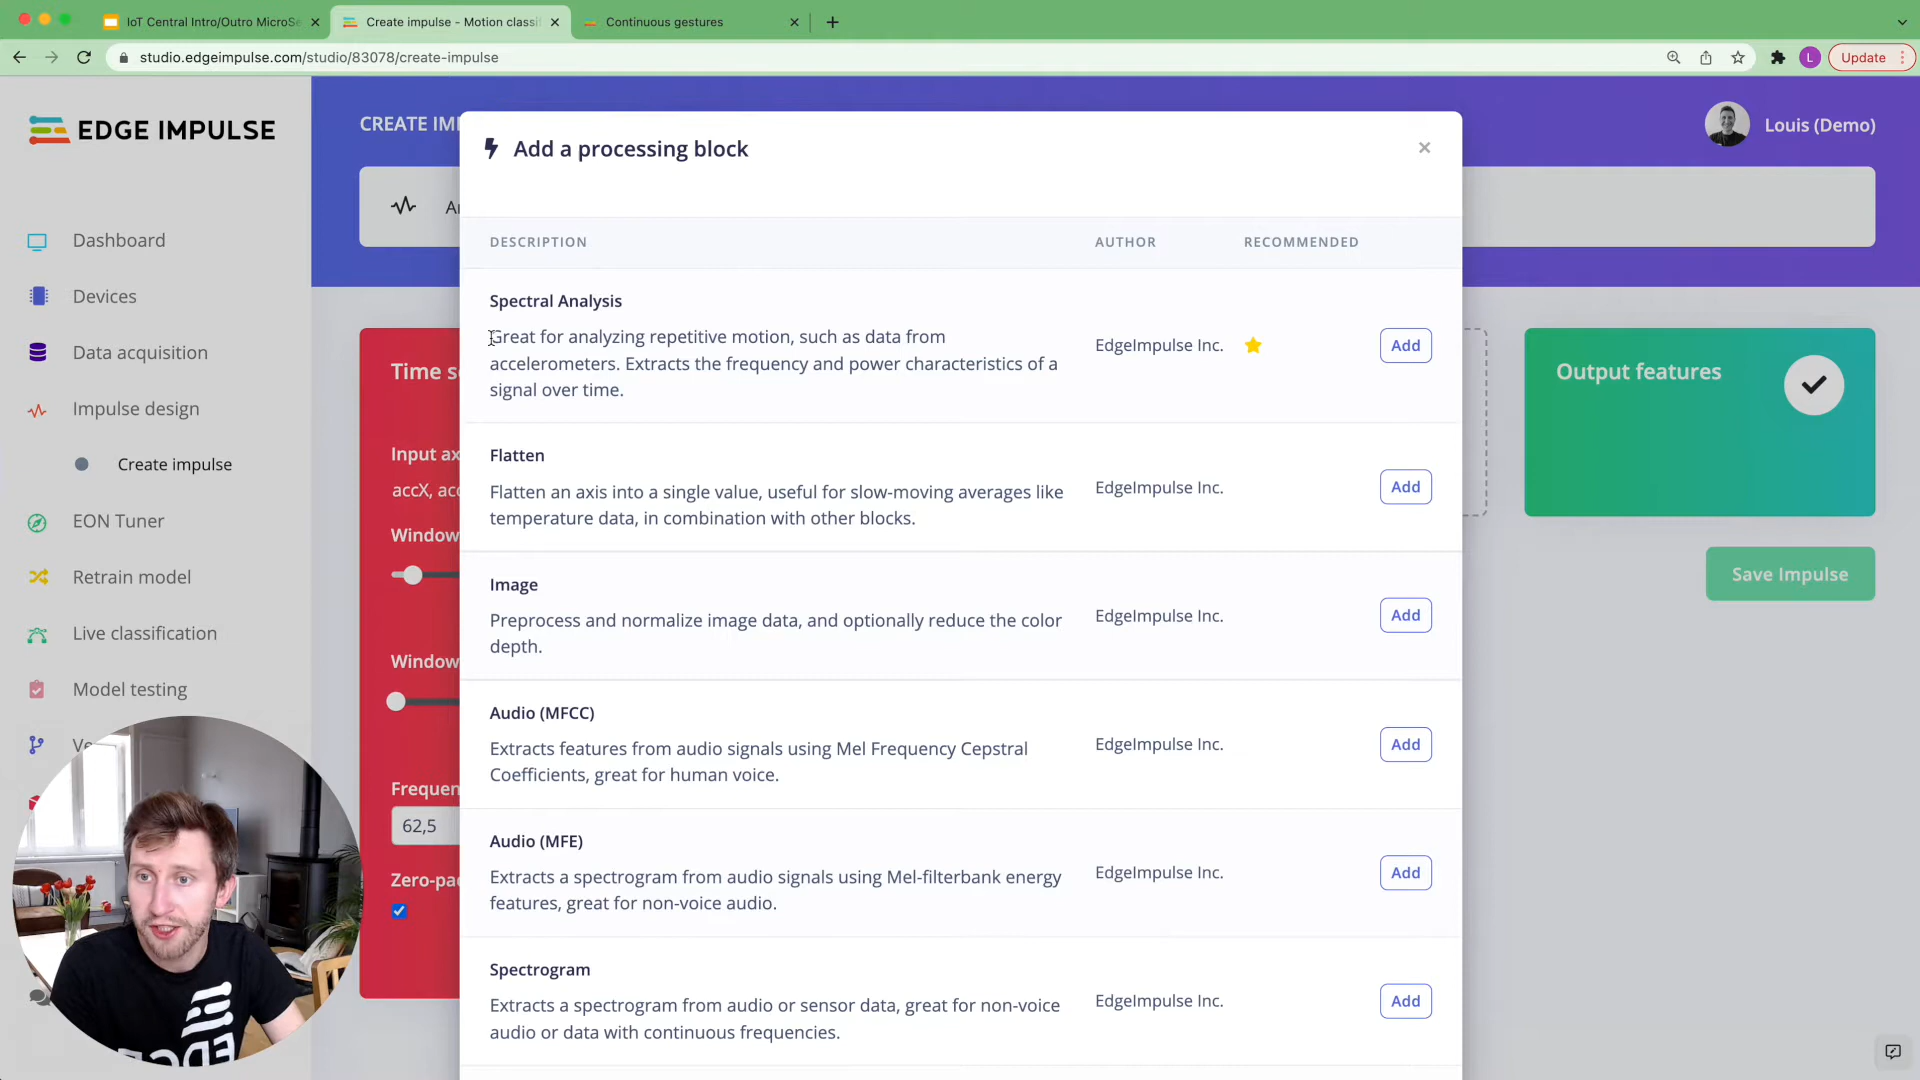 IoT Central Intro/Outro MicroSe
Create impulse - Motion classif
Continuous gestures
studio.edgeimpulse.com/studio/83078/create-impulse
L
Update
EDGE IMPULSE
Dashboard
Devices
Data acquisition
Impulse design
Create impulse
EON Tuner
Retrain model
Live classification
Model testing
CREATE IM
Louis (Demo)
Add a processing block
DESCRIPTION
AUTHOR
RECOMMENDED
Spectral Analysis
Great for analyzing repetitive motion, such as data from
accelerometers. Extracts the frequency and power characteristics of a
signal over time.
EdgeImpulse Inc.
Add
Flatten
Flatten an axis into a single value, useful for slow-moving averages like
temperature data, in combination with other blocks.
EdgeImpulse Inc.
Add
Image
Preprocess and normalize image data, and optionally reduce the color
depth.
EdgeImpulse Inc.
Add
Audio (MFCC)
Extracts features from audio signals using Mel Frequency Cepstral
Coefficients, great for human voice.
EdgeImpulse Inc.
Add
Audio (MFE)
Extracts a spectrogram from audio signals using Mel-filterbank energy
features, great for non-voice audio.
EdgeImpulse Inc.
Add
Spectrogram
Extracts a spectrogram from audio or sensor data, great for non-voice
audio or data with continuous frequencies.
EdgeImpulse Inc.
Add
Time s
Input ax
accX, acc
Window
Window
Frequen
62,5
Zero-pad
Output features
Save Impulse